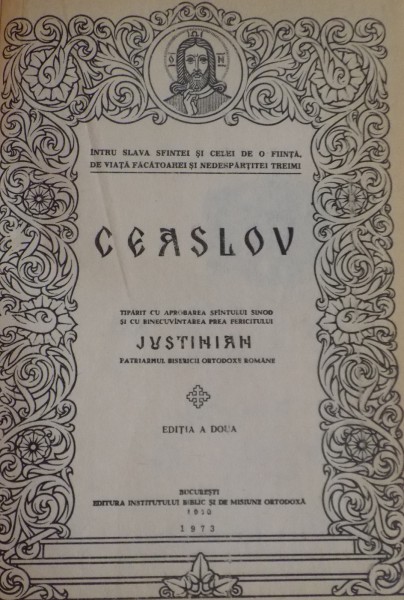 ÎNTRU SLAVA SFINTEI ȘI CELEI DE O FIINȚĂ,
DE VIAȚĂ FĂCĂTOAREI ȘI NEDESPĂRȚITEI TREIMI
CEASLOV
TIPĂRIT CU APROBAREA SFÎNTULUI SINOD
ȘI CU BINECUVÎNTAREA PREA FERICITULUI
JUSTINIAN
PATRIARHUL BISERICII ORTODOXE ROMÂNE
EDIȚIA A DOUA
BUCUREȘTI
EDITURA INSTITUTULUI BIBLIC ȘI DE MISIUNE ORTODOXĂ
1973